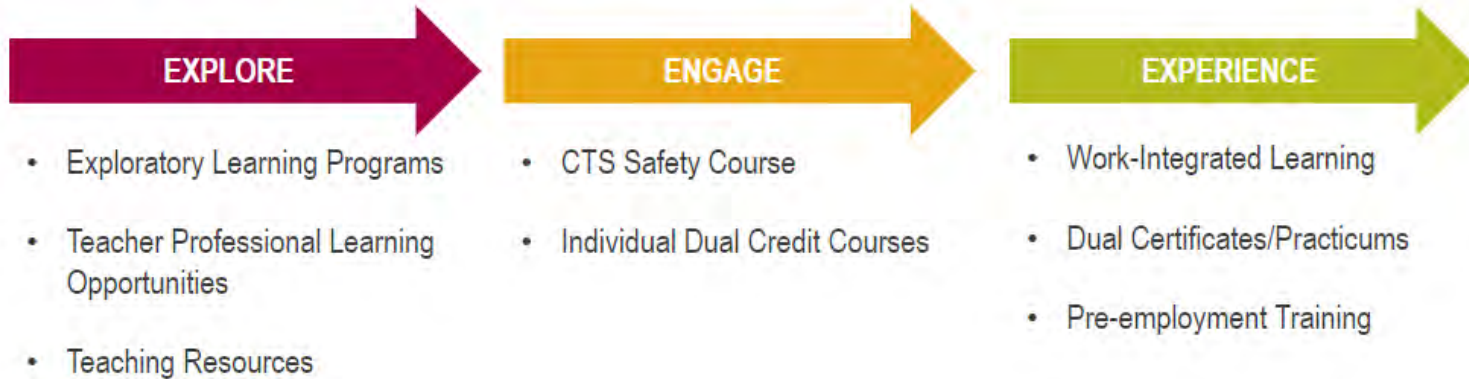 EXPLORE
• Exploratory Learning Programs
• Teacher Professional Learning
Opportunities
• Teaching Resources
ENGAGE
• CTS Safety Course
• Individual Dual Credit Courses
EXPERIENCE
• Work-Integrated Learning
• Dual Certificates/Practicums
• Pre-employment Training